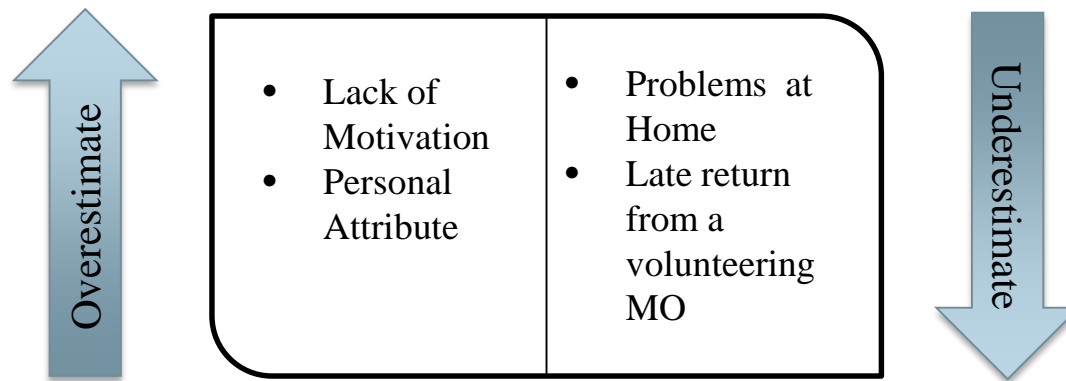 Overestimate
• Lack of
Motivation
• Personal
Attribute
• Problems at
Home
• Late return
from a
volunteering
MO
Underestimate